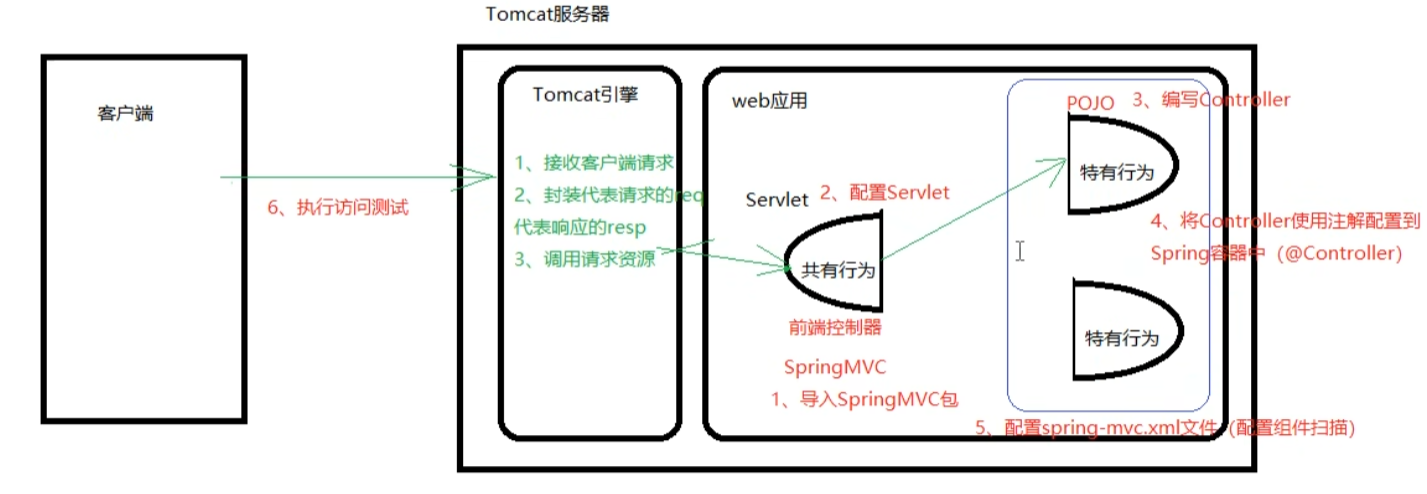 Tomcat服务器
客户端
6、执行访问测试
Tomcat引擎
1、接收客户端请求
2、封装代表请求的req
代表响应的resp
3、调用请求资源
web应用
Servlet
2、配置Servlet
共有行为
前端控制器
SpringMVC
1、导入SpringMVC包
POJO
3、编写Controller
特有行为
4、将Controller使用注解配置到
Spring容器中（@Controller）
特有行为
5、配置spring-mvc.xml文件（配置组件扫描）